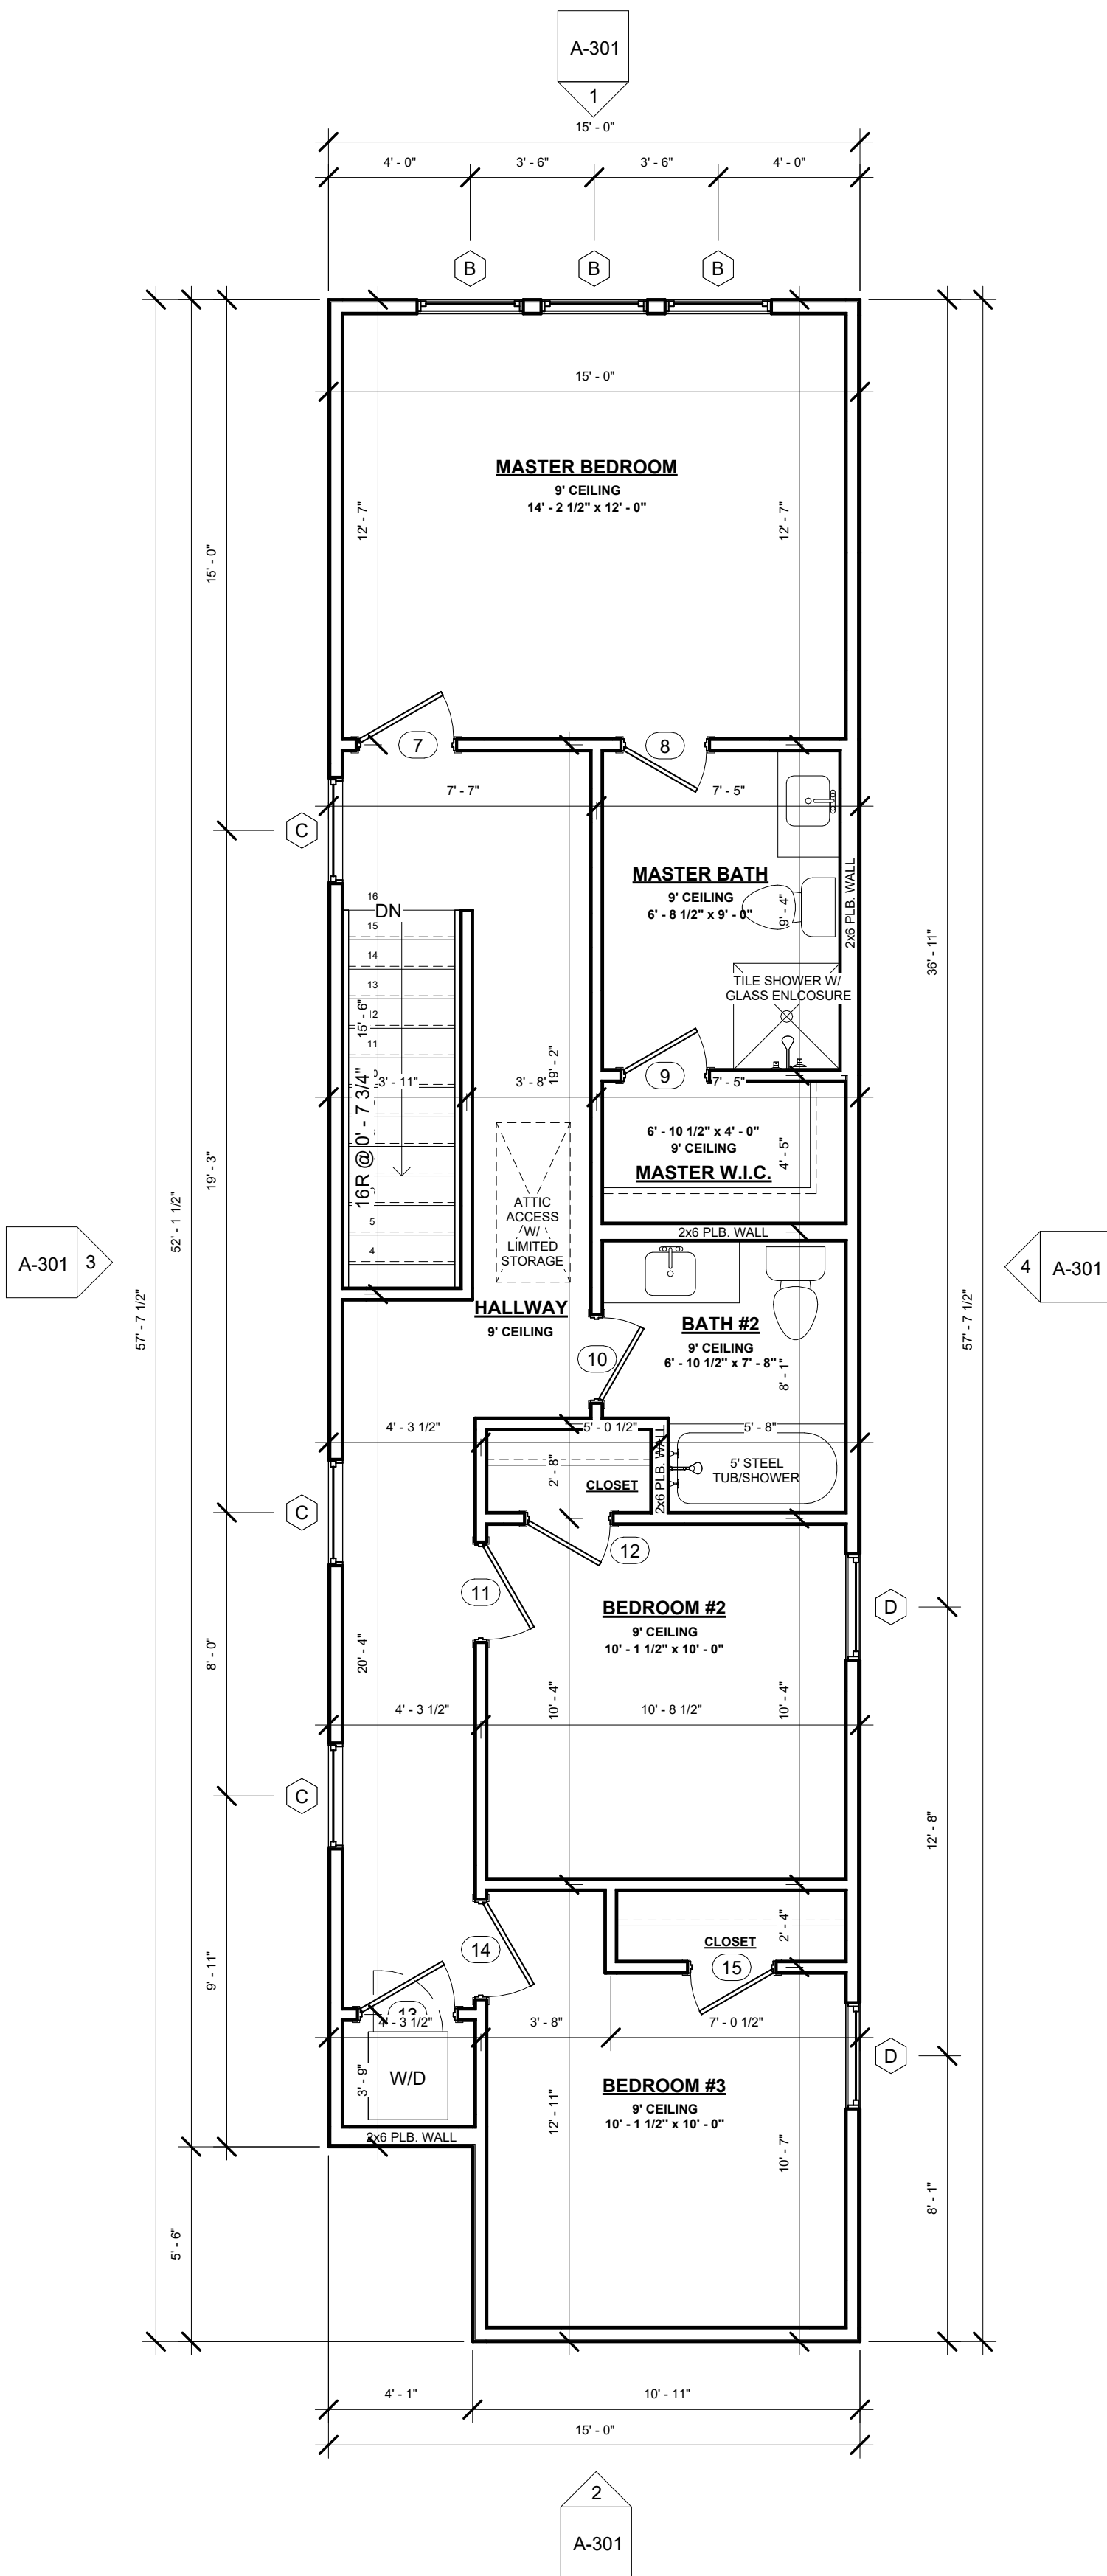 A-301
1
15' - 0"
4' - 0"
3' - 6"
3' - 6"
4' - 0"
B
B
B
15' - 0"
MASTER BEDROOM
9' CEILING
14' - 2 1/2" x 12' - 0"
12' - 7"
12' - 7"
15' - 0"
7
8
7' - 7"
7' - 5"
C
MASTER BATH
9' CEILING
6' - 8 1/2" x 9' - 0"
9' - 4"
2x6 PLB. WALL
36' - 11"
16
DN
15
14
13
12
11
15' - 6"
16R @ 0' - 7 3/4"
5
4
TILE SHOWER W/
GLASS ENLCOSURE
19' - 2"
9
3' - 11"
3' - 8"
7' - 5"
6' - 10 1/2" x 4' - 0"
9' CEILING
MASTER W.I.C.
4' - 5"
19' - 3"
52' - 1 1/2"
57' - 7 1/2"
ATTIC
ACCESS
W/
LIMITED
STORAGE
2x6 PLB. WALL
A-301
3
4
A-301
57' - 7 1/2"
HALLWAY
9' CEILING
BATH #2
9' CEILING
6' - 10 1/2" x 7' - 8"
8' - 1"
10
4' - 3 1/2"
5' - 0 1/2"
5' - 8"
2' - 8"
CLOSET
2x6 PLB. WALL
5' STEEL
TUB/SHOWER
C
12
11
BEDROOM #2
9' CEILING
10' - 1 1/2" x 10' - 0"
D
8' - 0"
20' - 4"
10' - 4"
10' - 4"
4' - 3 1/2"
10' - 8 1/2"
C
12' - 8"
9' - 11"
14
CLOSET
2' - 4"
15
13
4' - 3 1/2"
3' - 8"
7' - 0 1/2"
D
W/D
3' - 9"
BEDROOM #3
9' CEILING
10' - 1 1/2" x 10' - 0"
12' - 11"
10' - 7"
2x6 PLB. WALL
5' - 6"
8' - 1"
4' - 1"
10' - 11"
15' - 0"
2
A-301